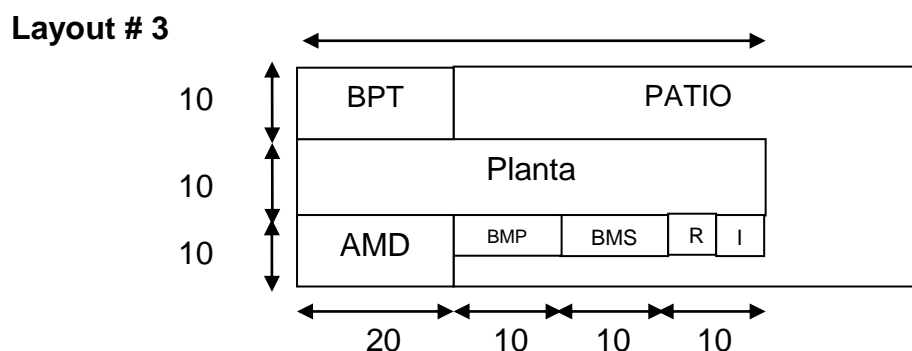 Layout # 3
10 BPT PATIO
10 Planta
10 AMD BMP BMS R I
20 10 10 10